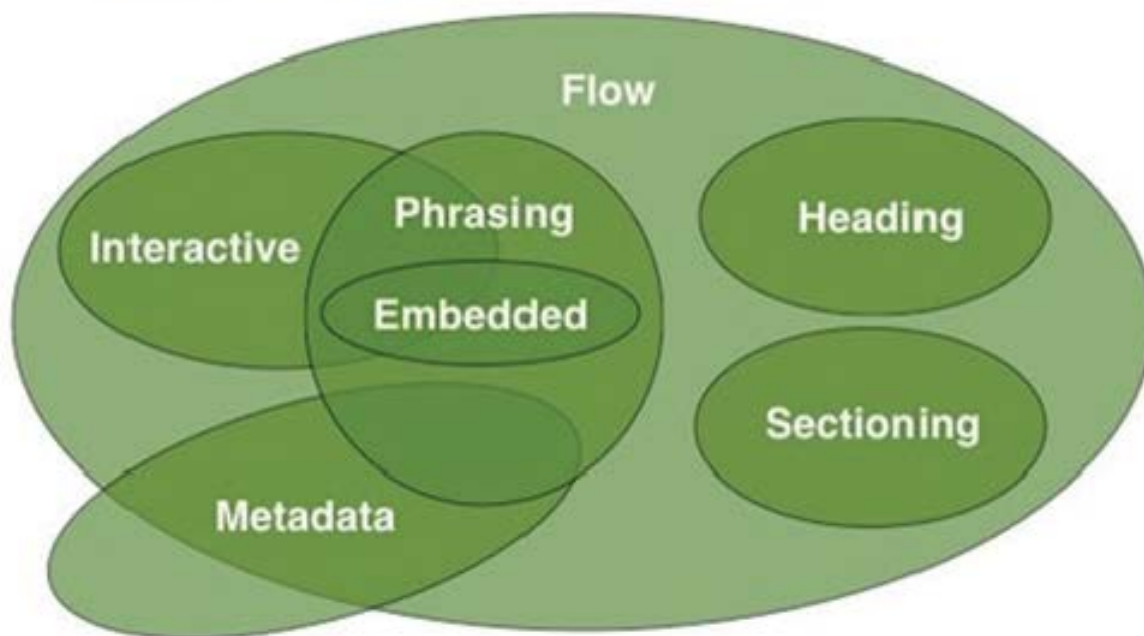 Flow
Phrasing
Heading
Interactive
Embedded
Sectioning
Metadata